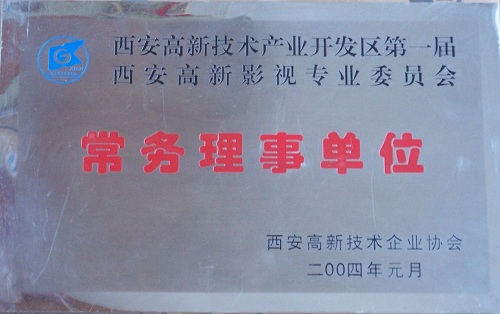 西安高新技术产业开发区第一届
西安高新影视专业委员会
常务理事单位
西安高新技术企业协会
二00四年元月